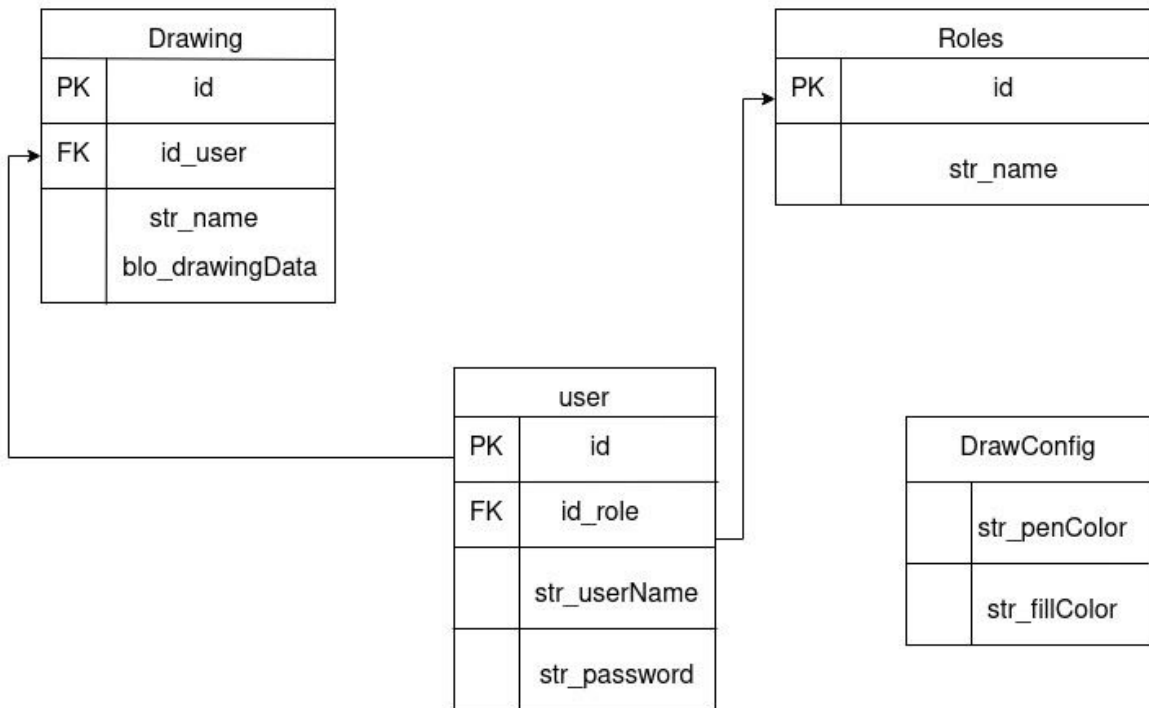 Drawing
PK id
FK id_user
str_name
blo_drawingData
Roles
PK id
str_name
user
PK id
FK id_role
str_userName
str_password
DrawConfig
str_penColor
str_fillColor